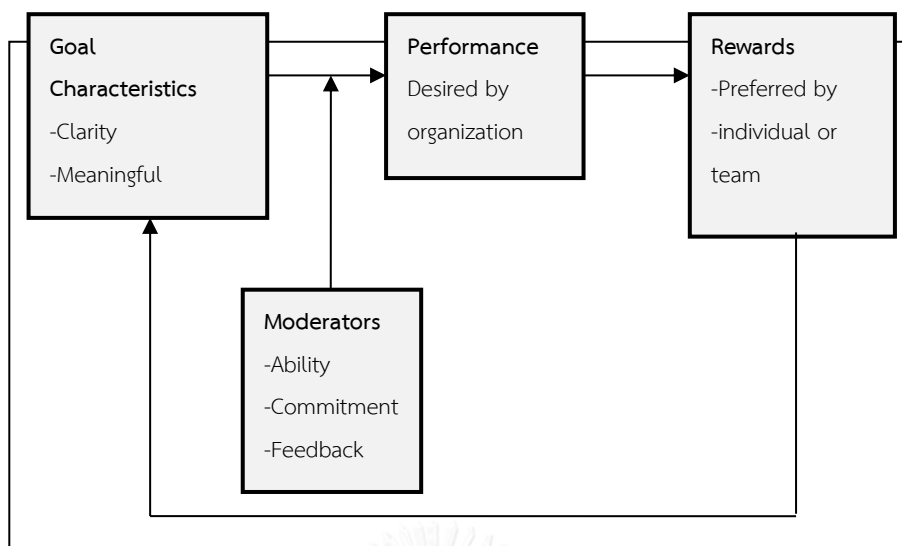 Goal
Characteristics
-Clarity
-Meaningful
Performance
Desired by
organization
Rewards
-Preferred by
-individual or
team
Moderators
-Ability
-Commitment
-Feedback